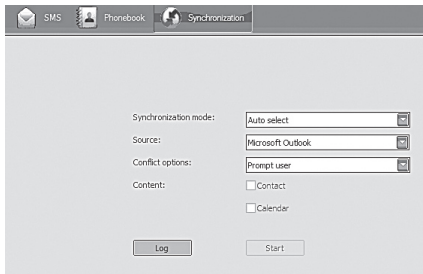 SMS Phonebook Synchronization
Synchronization mode: Auto select
Source: Microsoft Outlook
Conflict options: Prompt user
Content: Contact
Calendar
Log Start